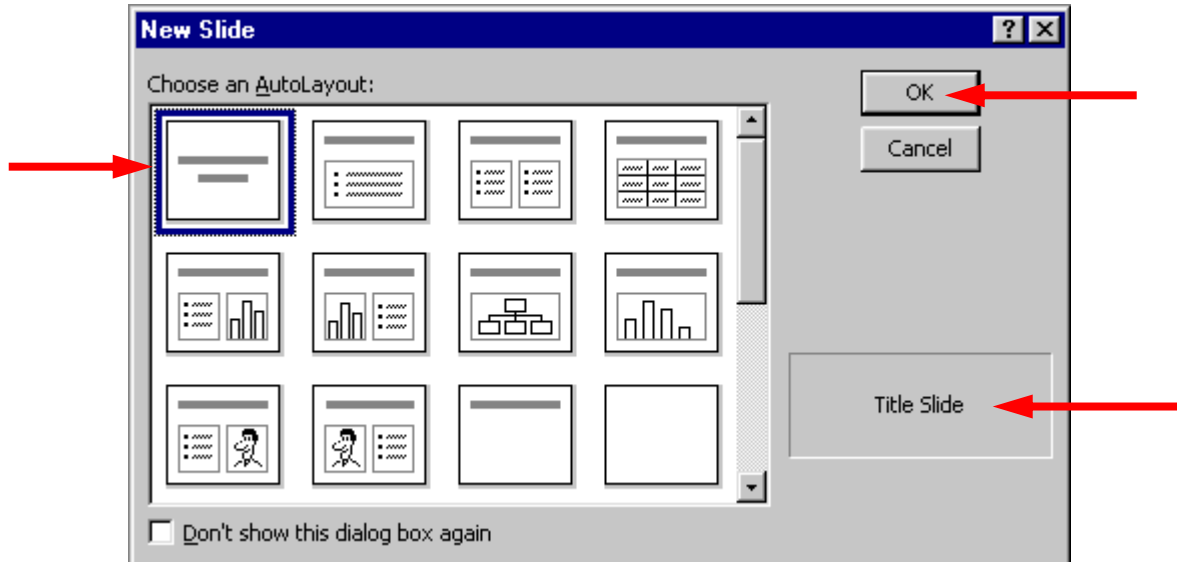 New Slide
Choose an AutoLayout:
OK
Cancel
Title Slide
Don't show this dialog box again